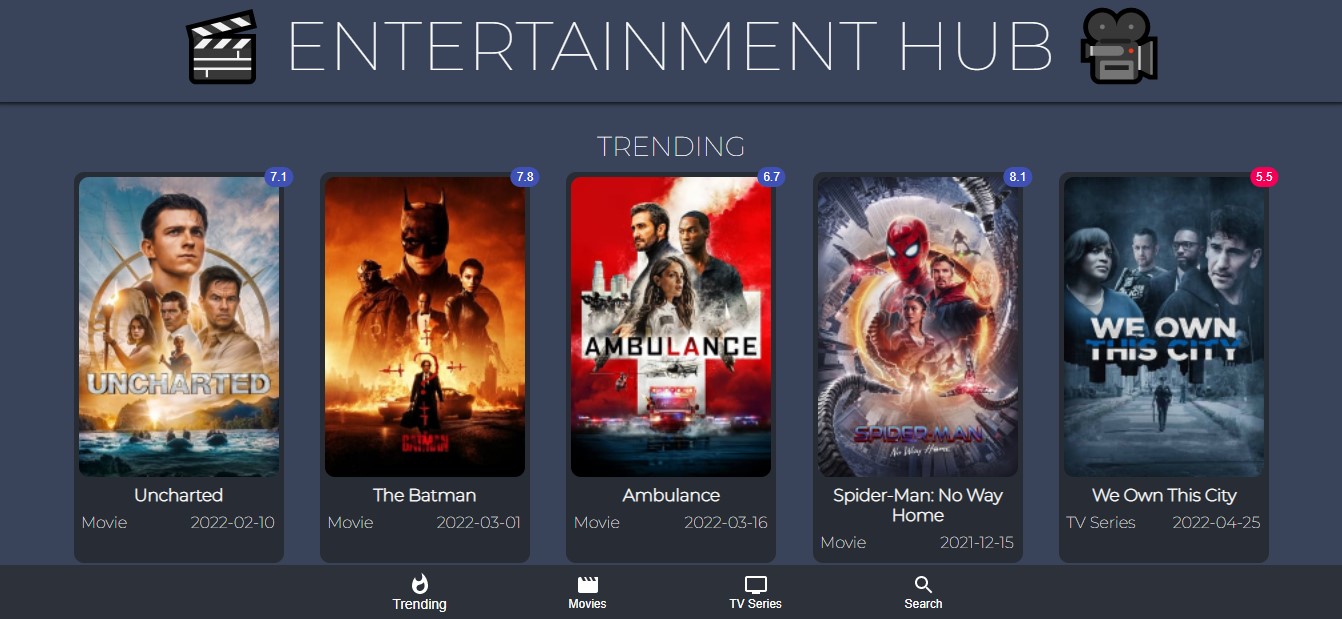 ENTERTAINMENT HUB
TRENDING
7.1
7.8
6.7
8.1
5.5
UNCHARTED
BATMAN
AMBULANCE
SPIDER-MAN
No Way Home
WE OWN
THIS CITY
Uncharted
Movie 2022-02-10
The Batman
Movie 2022-03-01
Ambulance
Movie 2022-03-16
Spider-Man: No Way
Home
Movie 2021-12-15
We Own This City
TV Series 2022-04-25
Trending
Movies
TV Series
Search